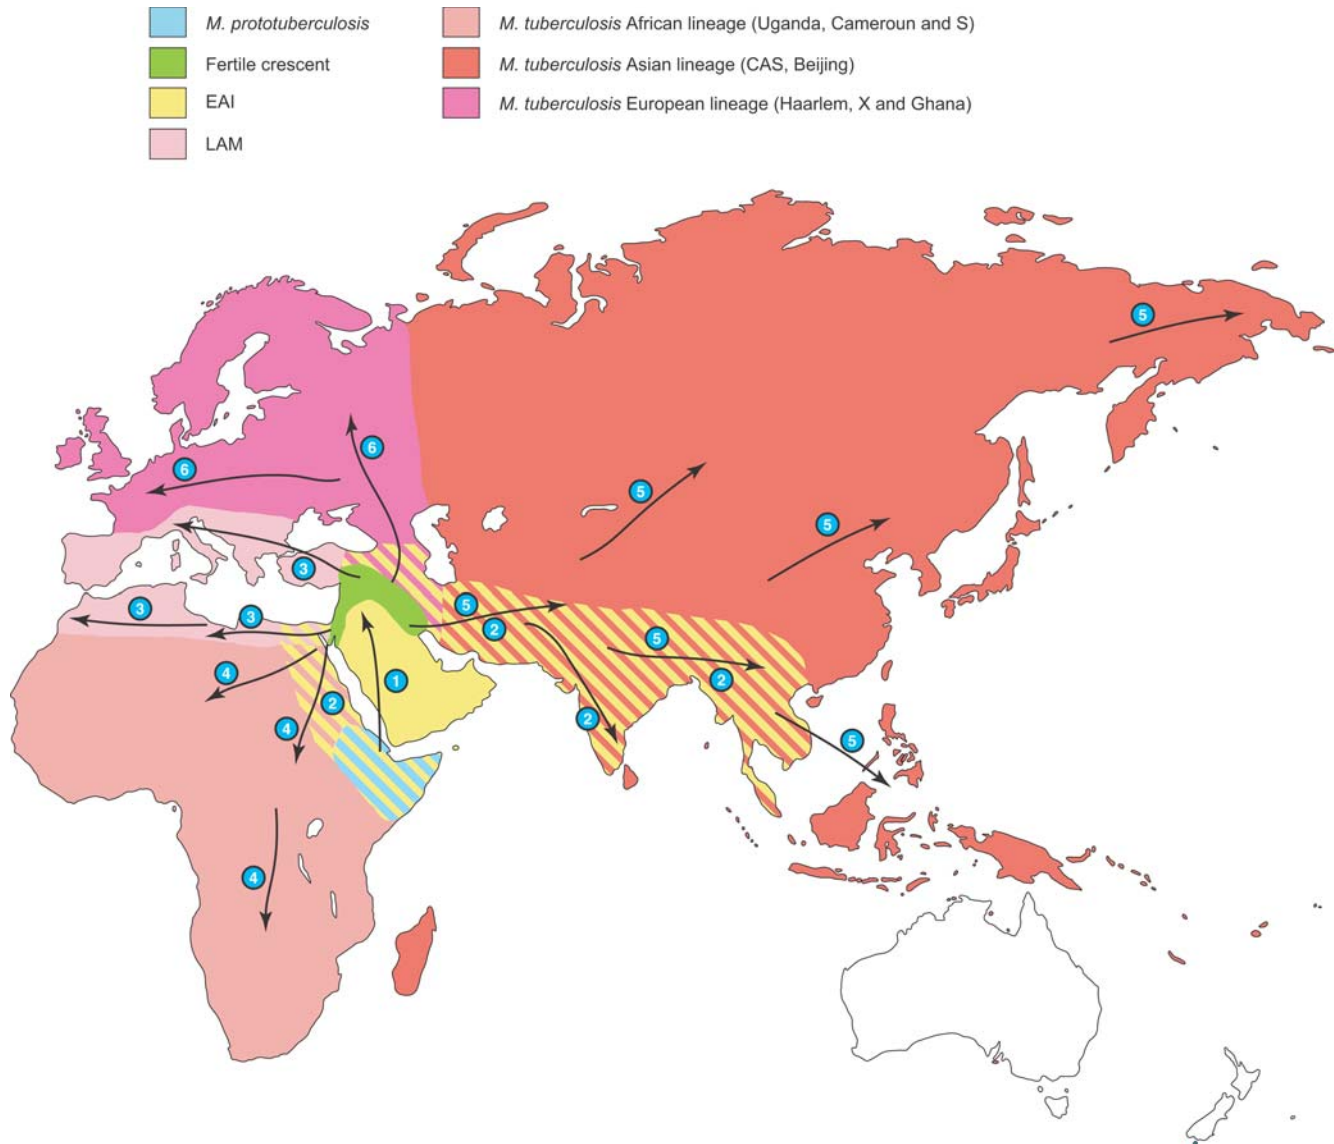 M. prototuberculosis
Fertile crescent
EAI
LAM
M. tuberculosis African lineage (Uganda, Cameroun and S)
M. tuberculosis Asian lineage (CAS, Beijing)
M. tuberculosis European lineage (Haarlem, X and Ghana)
5
6
6
5
5
3
5
3
3
2
5
4
1
2
2
4
2
5
4